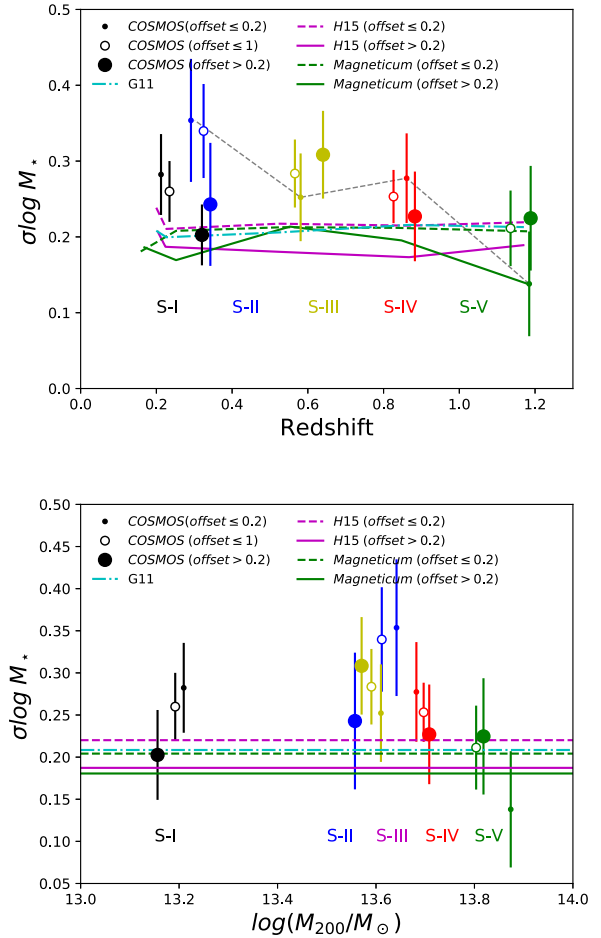 0.5
0.4
0.3
0.2
0.1
0.0
σlog M⋆
COSMOS(offset ≤ 0.2)
COSMOS (offset ≤ 1)
COSMOS (offset > 0.2)
G11
H15 (offset ≤ 0.2)
H15 (offset > 0.2)
Magneticum (offset ≤ 0.2)
Magneticum (offset > 0.2)
S-I S-II S-III S-IV S-V
0.0 0.2 0.4 0.6 0.8 1.0 1.2
Redshift
0.50
0.45
0.40
0.35
0.30
0.25
0.20
0.15
0.10
0.05
σlog M⋆
COSMOS(offset ≤ 0.2)
COSMOS (offset ≤ 1)
COSMOS (offset > 0.2)
G11
H15 (offset ≤ 0.2)
H15 (offset > 0.2)
Magneticum (offset ≤ 0.2)
Magneticum (offset > 0.2)
S-I S-II S-III S-IV S-V
13.0 13.2 13.4 13.6 13.8 14.0
log(M₂₀₀/M⊙)